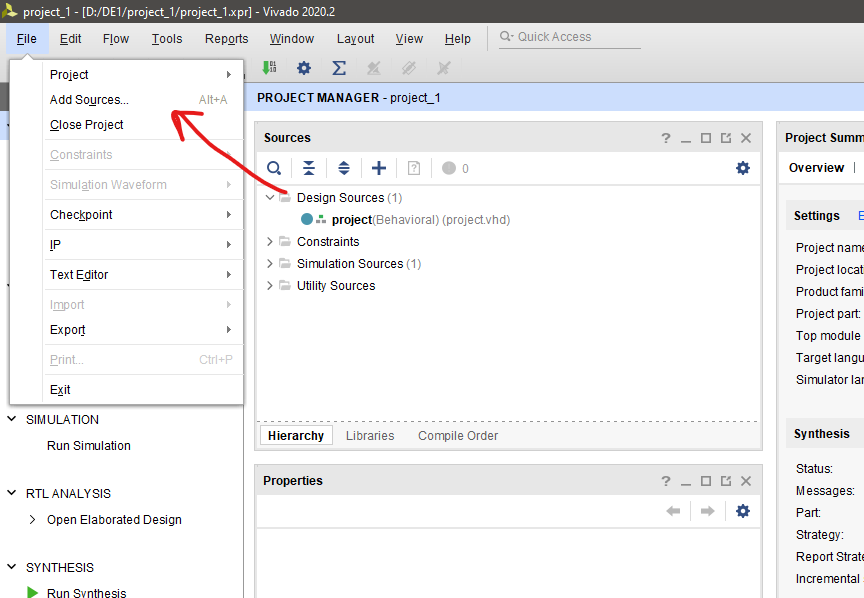 project_1 - [D:/DE1/project_1/project_1.xpr] - Vivado 2020.2
File Edit Flow Tools Reports Window Layout View Help Quick Access
Project
Add Sources... Alt+A
Close Project
Constraints
Simulation Waveform
Checkpoint
IP
Text Editor
Import
Export
Print... Ctrl+P
Exit
SIMULATION
Run Simulation
RTL ANALYSIS
Open Elaborated Design
SYNTHESIS
Run Synthesis
PROJECT MANAGER - project_1
Sources
0
Design Sources (1)
project(Behavioral) (project.vhd)
Constraints
Simulation Sources (1)
Utility Sources
Hierarchy Libraries Compile Order
Properties
Project Summ
Overview
Settings E
Project name
Project locat
Product fami
Project part:
Top module
Target langu
Simulator lan
Synthesis
Status:
Messages:
Part:
Strategy:
Report Strate
Incremental